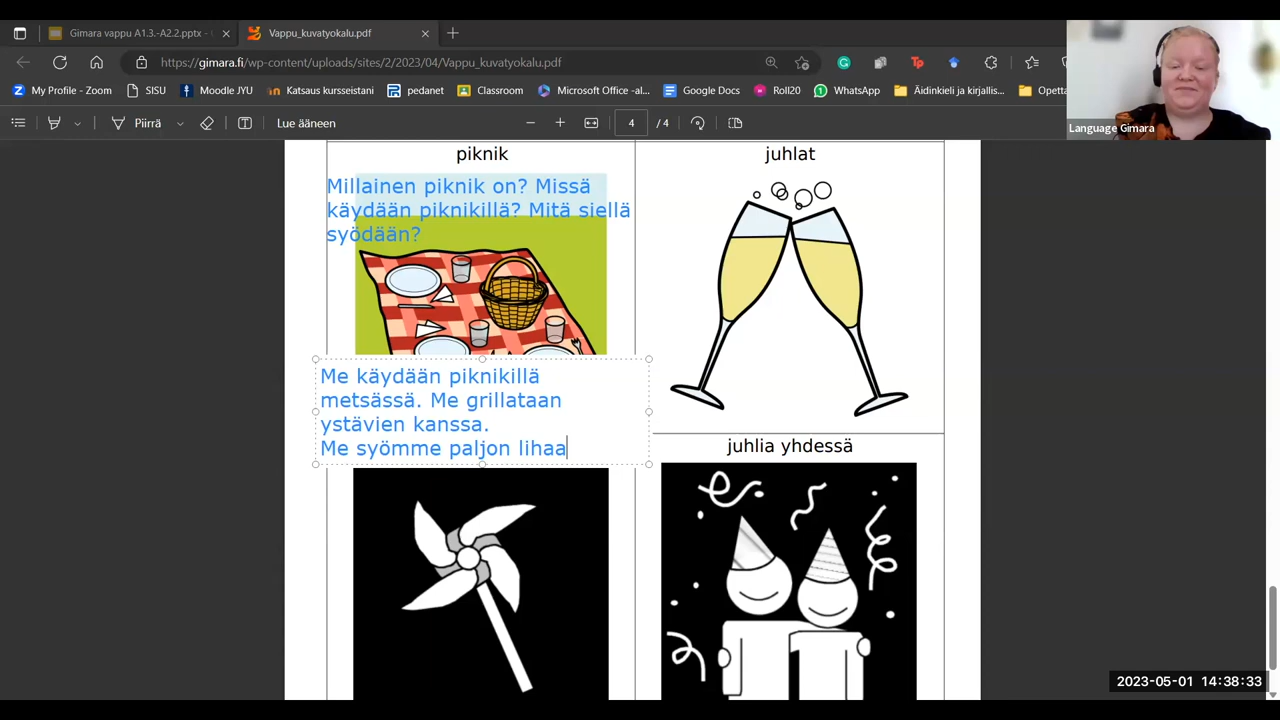 Gimara vappu A1.3.-A2.2.pptx -
Vappu_kuvatyokalu.pdf
https://gimara.fi/wp-content/uploads/sites/2/2023/04/Vappu_kuvatyokalu.pdf
My Profile - Zoom
SISU
Moodle JYU
Katsaus kursseistani
pedanet
Classroom
Microsoft Office -al...
Google Docs
Roll20
WhatsApp
Äidinkieli ja kirjallis...
Opetta
Piirrä
Lue ääneen
4 / 4
Language Gimara
piknik
juhlat
Millainen piknik on? Missä
käydään piknikillä? Mitä siellä
syödään?
Me käydään piknikillä
metsässä. Me grillataan
ystävien kanssa.
Me syömme paljon lihaa
juhlia yhdessä
2023-05-01 14:38:33